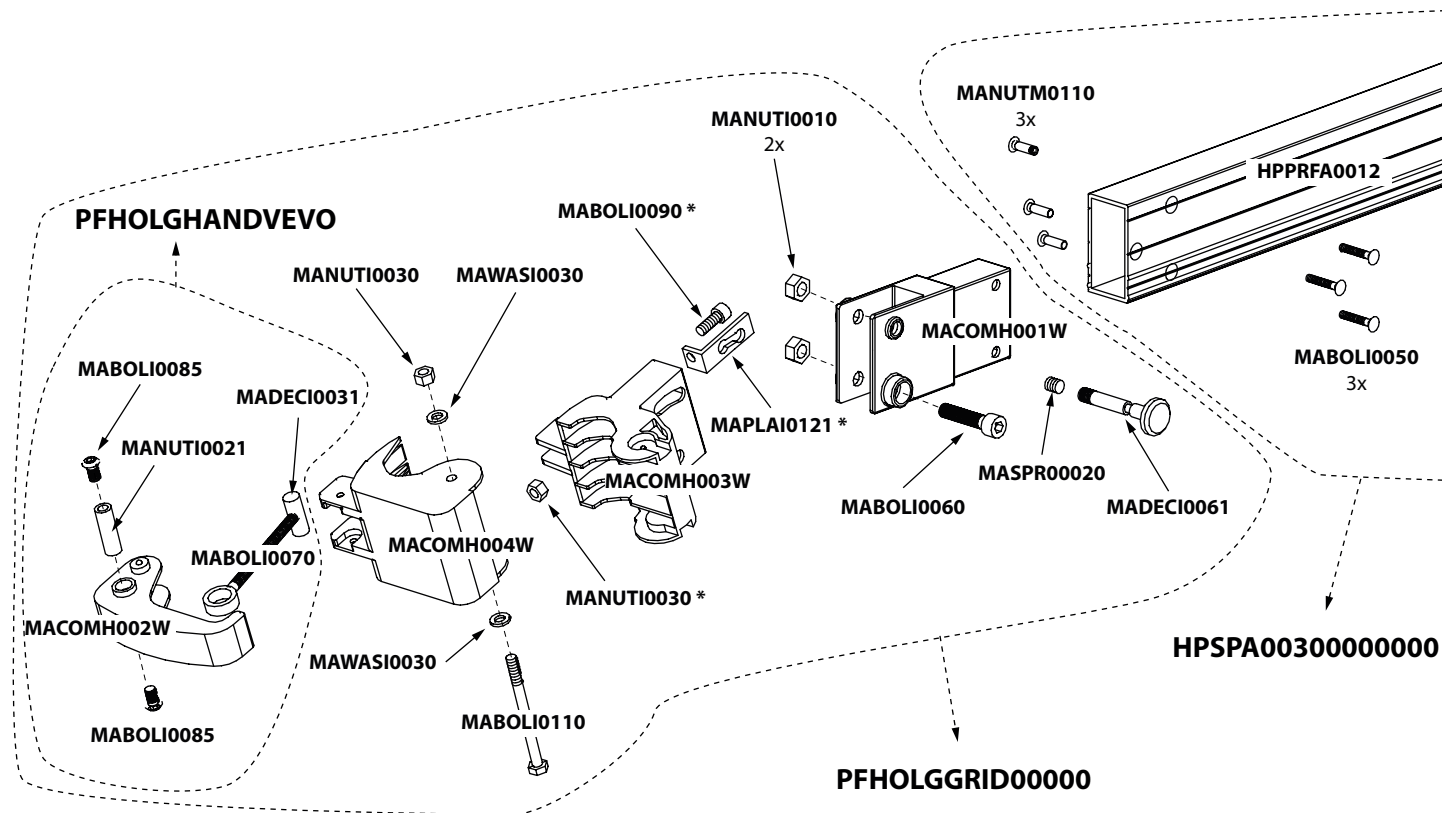 MANUTM0110
3x
MANUTI0010
2x
HPPRFA0012
PFHOLGHANDVEVO
MABOLI0090 *
MANUTI0030
MAWASI0030
MACOMH001W
MABOLI0050
3x
MABOLI0085
MADECI0031
MANUTI0021
MAPLAI0121 *
MASPR00020
MACOMH003W
MABOLI0060
MADECI0061
MACOMH004W
MABOLI0070
MANUTI0030 *
MACOMH002W
MAWASI0030
HPSPA00300000000
MABOLI0110
MABOLI0085
PFHOLGGRID00000